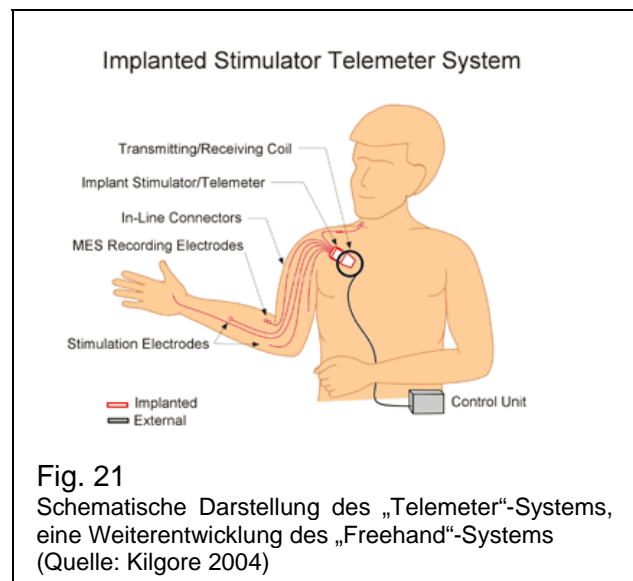 Implanted Stimulator Telemeter System
Transmitting/Receiving Coil
Implant Stimulator/Telemeter
In-Line Connectors
MES Recording Electrodes
Stimulation Electrodes
Implanted
External
Control Unit
Fig. 21
Schematische Darstellung des „Telemeter“-Systems,
eine Weiterentwicklung des „Freehand“-Systems
(Quelle: Kilgore 2004)